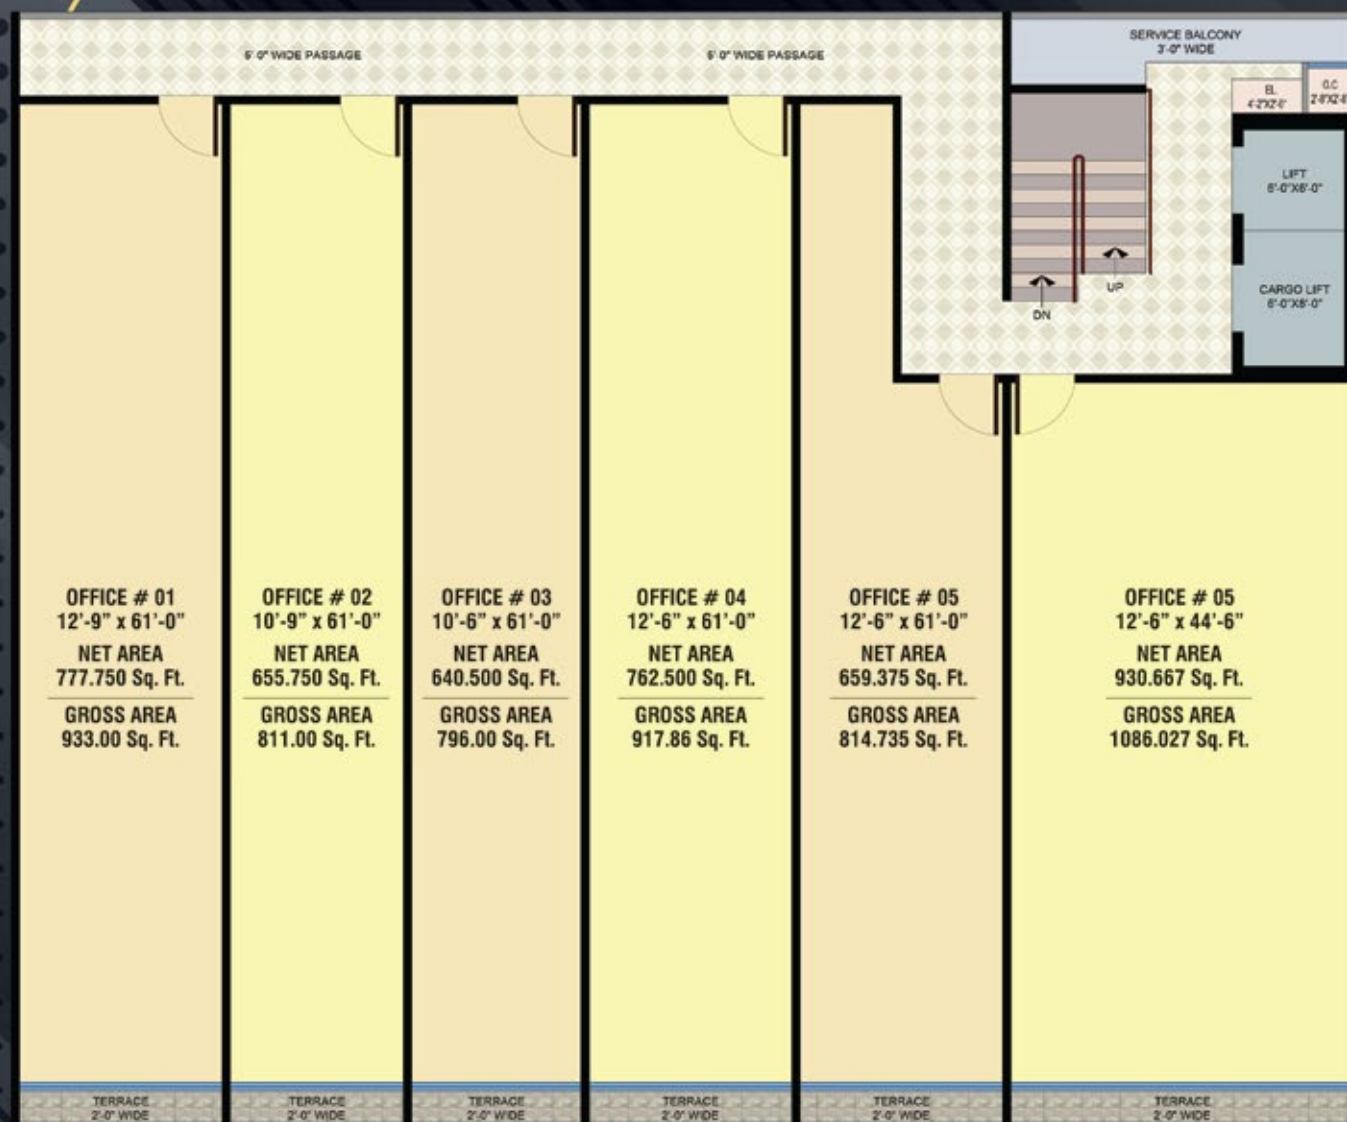 5'-0" WIDE PASSAGE
5'-0" WIDE PASSAGE
SERVICE BALCONY
3'-0" WIDE
EL
LIFT
6'-0"X6'-0"
CARGO LIFT
6'-0"X8'-0"
UP
DN
OFFICE # 01
12'-9” x 61'-0”
NET AREA
777.750 Sq. Ft.
GROSS AREA
933.00 Sq. Ft.
OFFICE # 02
10'-9” x 61'-0”
NET AREA
655.750 Sq. Ft.
GROSS AREA
811.00 Sq. Ft.
OFFICE # 03
10'-6” x 61'-0”
NET AREA
640.500 Sq. Ft.
GROSS AREA
796.00 Sq. Ft.
OFFICE # 04
12'-6” x 61'-0”
NET AREA
762.500 Sq. Ft.
GROSS AREA
917.86 Sq. Ft.
OFFICE # 05
12'-6” x 61'-0”
NET AREA
659.375 Sq. Ft.
GROSS AREA
814.735 Sq. Ft.
OFFICE # 05
12'-6” x 44'-6”
NET AREA
930.667 Sq. Ft.
GROSS AREA
1086.027 Sq. Ft.
TERRACE
2'-0" WIDE
TERRACE
2'-0" WIDE
TERRACE
2'-0" WIDE
TERRACE
2'-0" WIDE
TERRACE
2'-0" WIDE
TERRACE
2'-0" WIDE